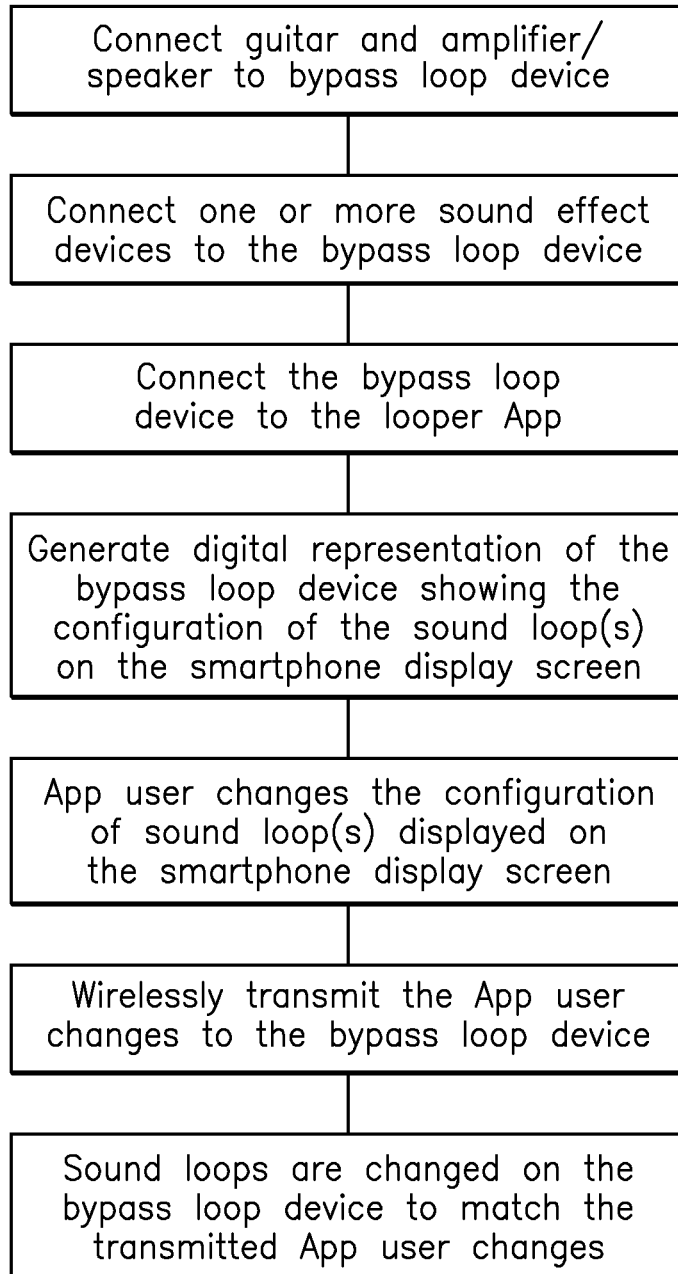 Connect guitar and amplifier/
speaker to bypass loop device
Connect one or more sound effect
devices to the bypass loop device
Connect the bypass loop
device to the looper App
Generate digital representation of the
bypass loop device showing the
configuration of the sound loop(s)
on the smartphone display screen
App user changes the configuration
of sound loop(s) displayed on
the smartphone display screen
Wirelessly transmit the App user
changes to the bypass loop device
Sound loops are changed on the
bypass loop device to match the
transmitted App user changes